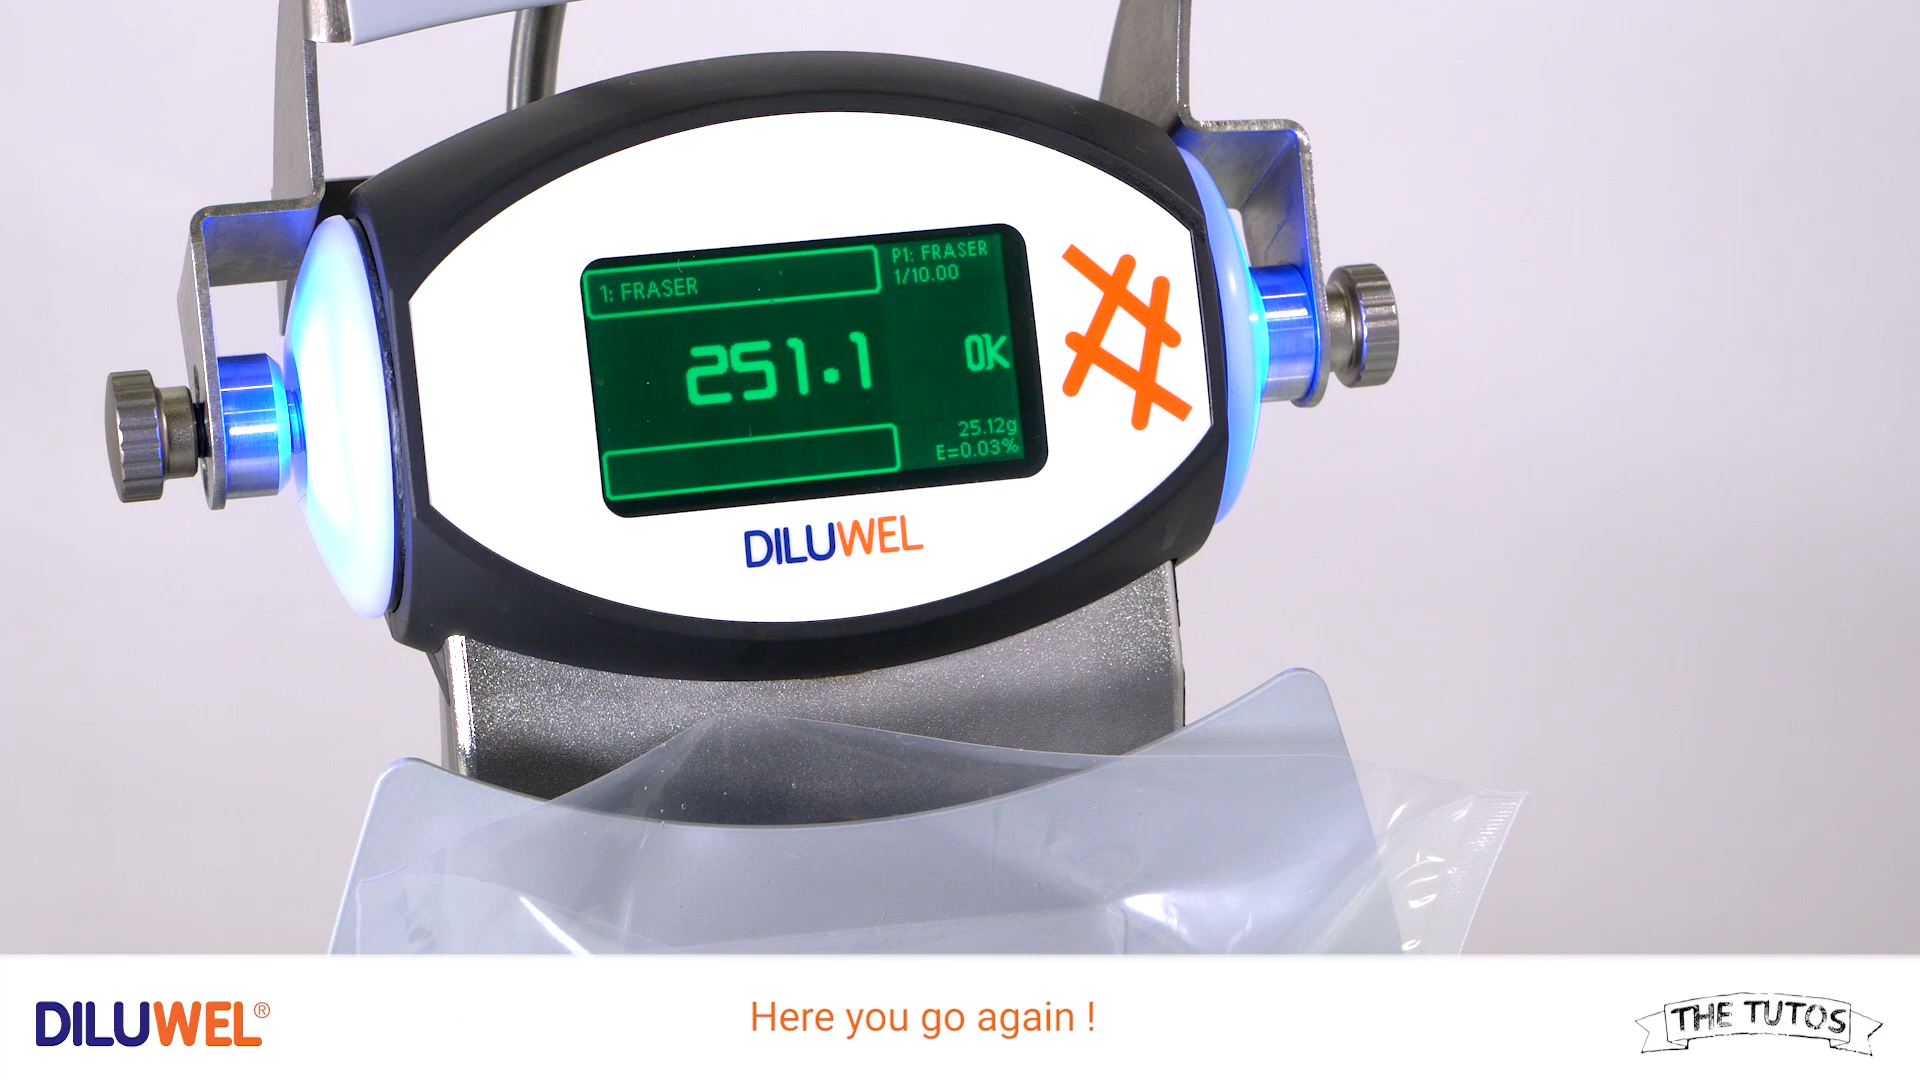 1: FRASER
P1: FRASER
1/10.00
251.1
OK
25.12g
E=0.03%
DILUWEL
DILUWEL®
Here you go again !
THE TUTOS